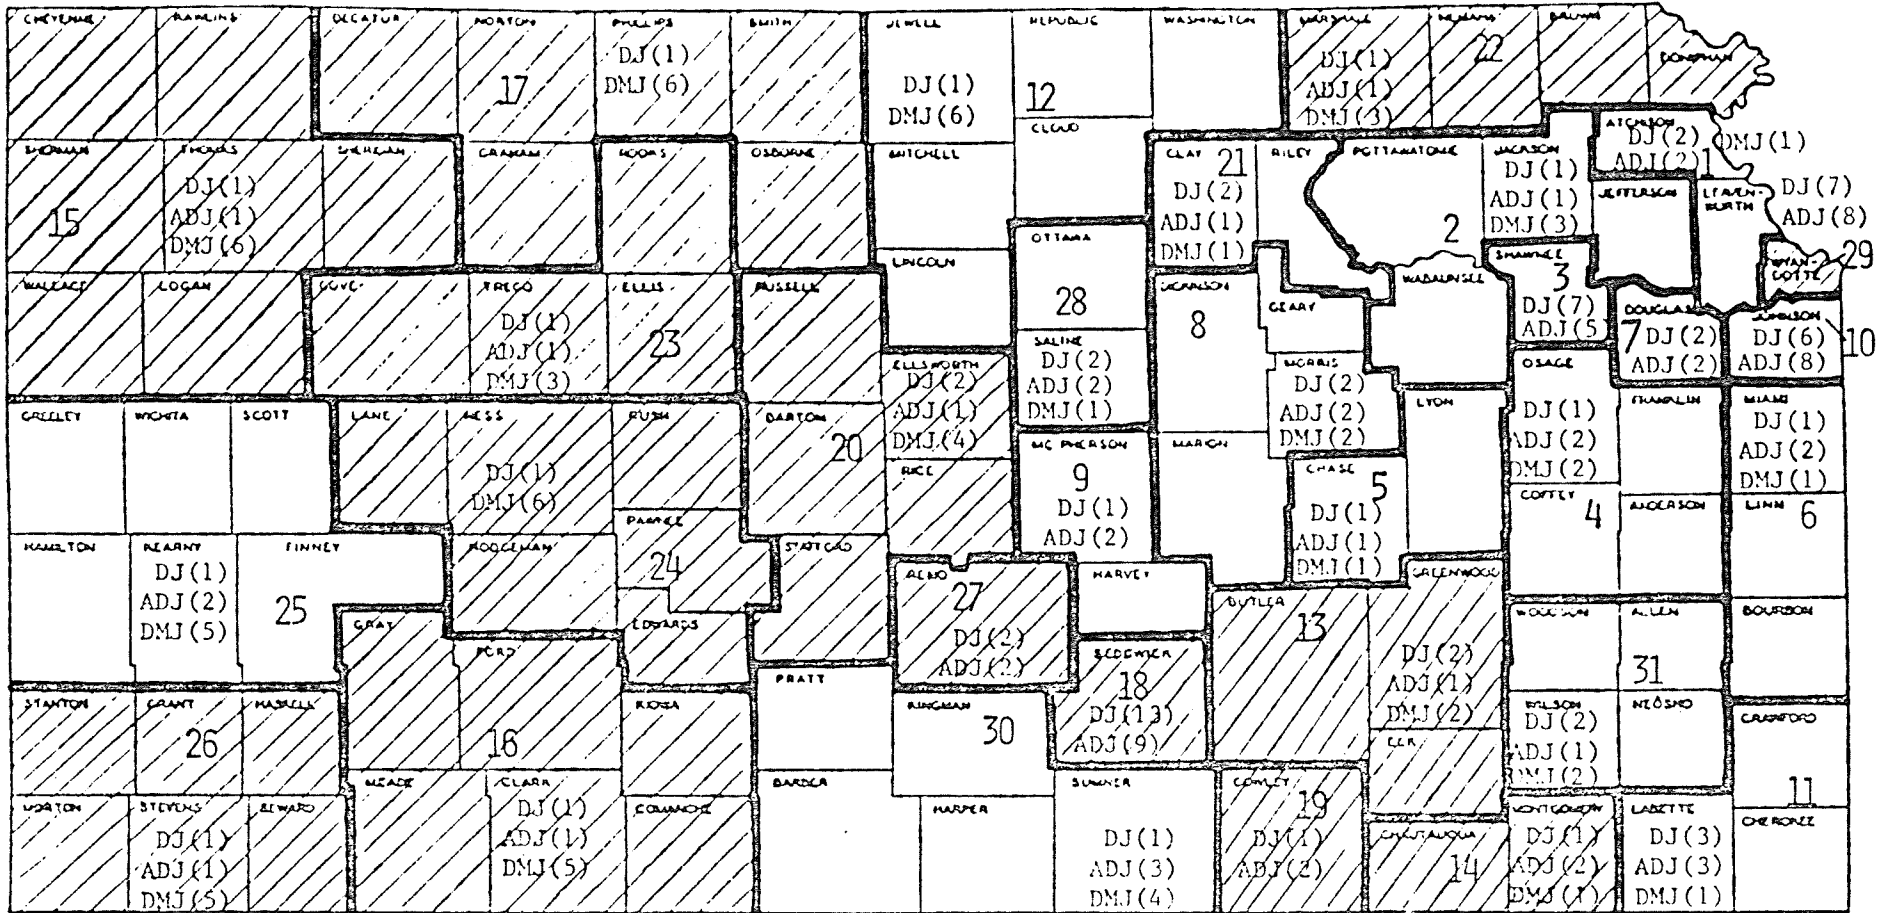 CHEYENNE RAWLINS DECATUR NORTON PHILLIPS SMITH JEWELL REPUBLIC WASHINGTON MARSHALL NEMAHA BROWN DONIPHAN
DJ(1)
DMJ(6)
17
DJ(1)
DMJ(6)
12
22
DJ(1)
ADJ(1)
DMJ(3)
CLOUD
SHERMAN THOMAS SHERIDAN GRAHAM ROOKS OSBORNE MITCHELL CLAY 21 RILEY POTTAWATOMIE JACKSON ATCHISON
DJ(2)
ADJ(2)
DMJ(1)
1
JEFFERSON LEAVEN-
WORTH
DJ(7)
ADJ(8)
29
WYAN-
DOTTE
15
DJ(1)
ADJ(1)
DMJ(6)
DJ(2)
ADJ(1)
DMJ(1)
2
DJ(1)
ADJ(1)
DMJ(3)
LINCOLN OTTAWA
28
WALLACE LOGAN GOVE TREGO ELLIS RUSSELL DICKINSON GEARY WABAUNSEE SHAWNEE
3
DJ(7)
ADJ(5)
DOUGLAS
7 DJ(2)
ADJ(2)
JOHNSON
DJ(6)
ADJ(8)
10
DJ(1)
ADJ(1)
DMJ(3)
23
8
ELLSWORTH
DJ(2)
ADJ(1)
DMJ(4)
SALINE
DJ(2)
ADJ(2)
DMJ(1)
MORRIS
DJ(2)
ADJ(2)
DMJ(2)
LYON OSAGE FRANKLIN MIAMI
DJ(1)
ADJ(2)
DMJ(2)
DJ(1)
ADJ(2)
DMJ(1)
GREELEY WICHITA SCOTT LANE NESS RUSH BARTON
20
DJ(1)
DMJ(6)
RICE MC PHERSON MARION CHASE
9
DJ(1)
ADJ(2)
5
DJ(1)
ADJ(1)
DMJ(1)
COFFEY 4 ANDERSON LINN 6
HAMILTON KEARNY FINNEY HODGEMAN PAWNEE STAFFORD RENO HARVEY BUTLER GREENWOOD
DJ(1)
ADJ(2)
DMJ(5)
25
24
27
DJ(2)
ADJ(2)
13
DJ(2)
ADJ(1)
DMJ(2)
WOODSON ALLEN BOURBON
31
GRAY FORD EDWARDS PRATT SEDGWICK
18
DJ(13)
ADJ(9)
STANTON GRANT HASKELL KIOWA KINGMAN ELK WILSON NEOSHO CRAWFORD
26
16
30
DJ(2)
ADJ(1)
DMJ(2)
11
MEADE CLARK BARBER SUMNER COWLEY
MORTON STEVENS SEWARD COMANCHE HARPER CHAUTAUQUA MONTGOMERY LABETTE CHEROKEE
DJ(1)
ADJ(1)
DMJ(5)
DJ(1)
ADJ(1)
DMJ(5)
DJ(1)
ADJ(3)
DMJ(4)
19
DJ(1)
ADJ(2)
14
DJ(1)
ADJ(2)
DMJ(1)
DJ(3)
ADJ(3)
DMJ(1)